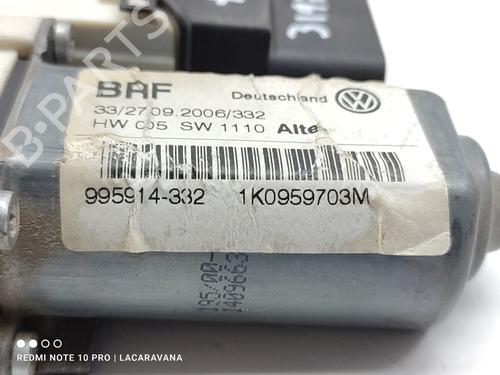 BRF Deutschland
33/27.09.2006/332
HW 005 SW 1110 Alte
995914-332 1K0959703M
B-PARTS
REDMI NOTE 10 PRO | LACARAVANA